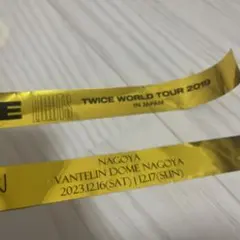 TWICE WORLD TOUR 2019
IN JAPAN
NAGOYA
VANTELIN DOME NAGOYA
2023.12.16(SAT) | 12.17(SUN)